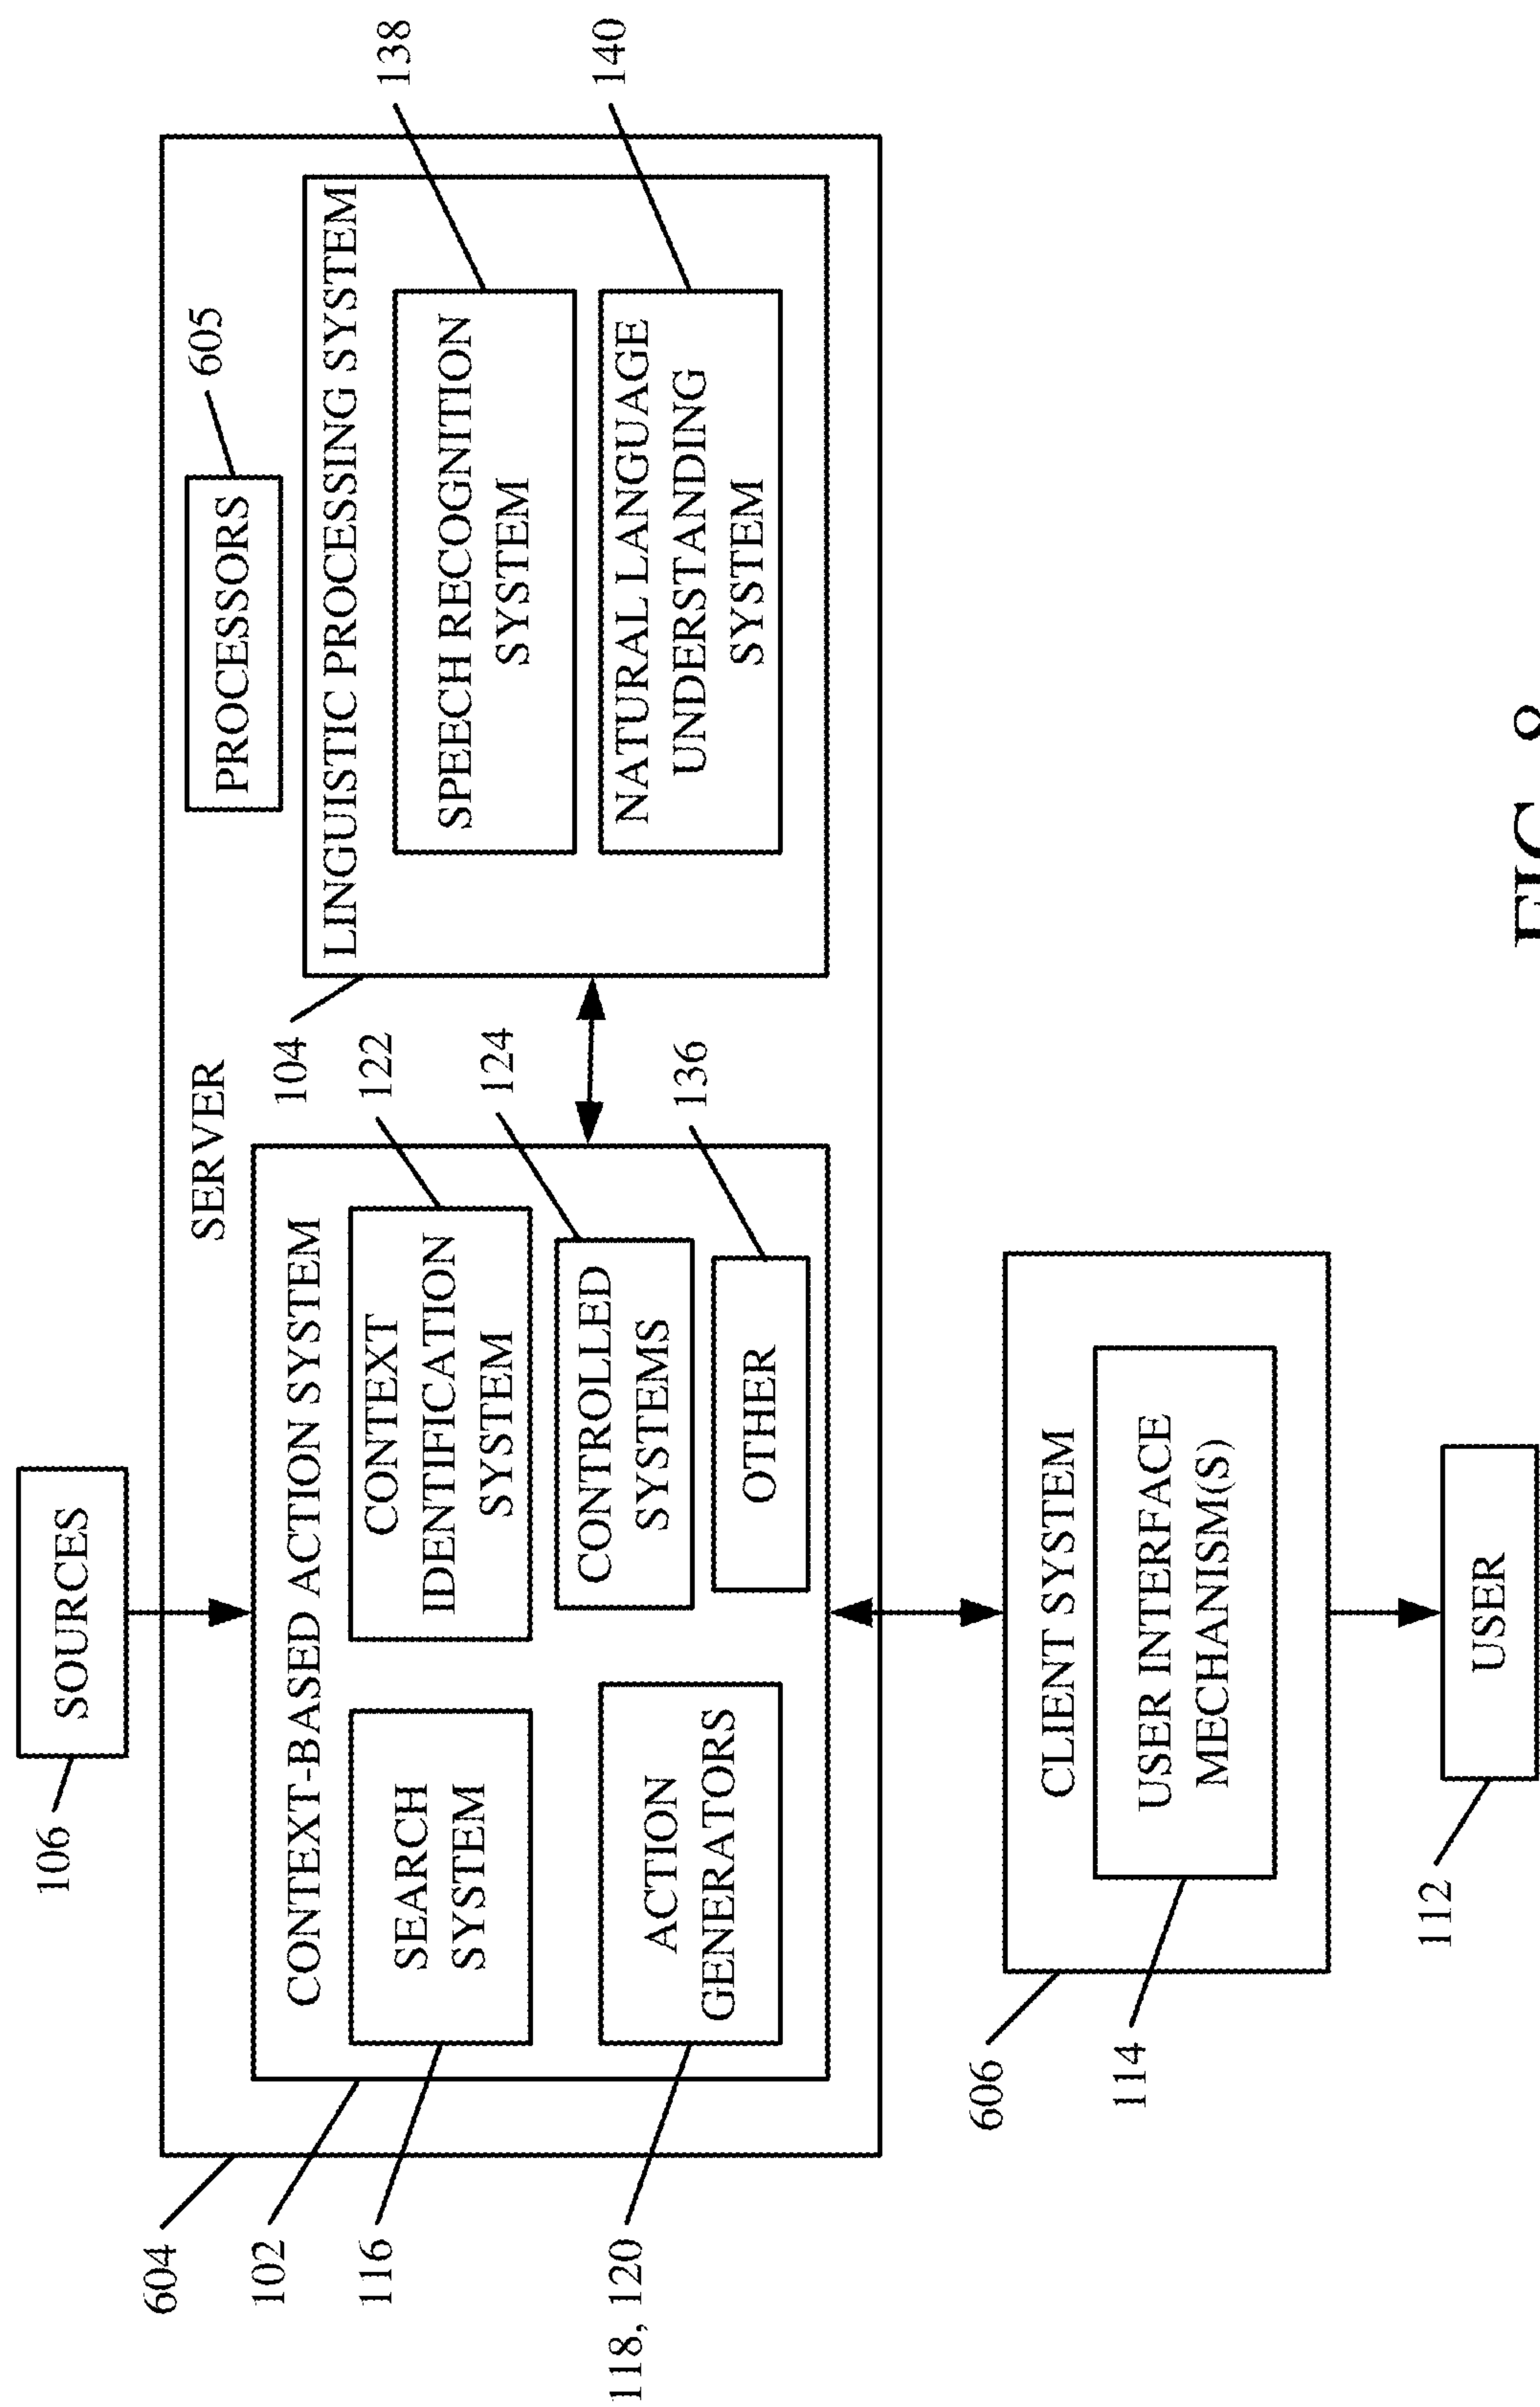 106
SOURCES
604
SERVER
PROCESSORS
605
102
CONTEXT-BASED ACTION SYSTEM
104
LINGUISTIC PROCESSING SYSTEM
116
SEARCH
SYSTEM
CONTEXT
IDENTIFICATION
SYSTEM
122
SPEECH RECOGNITION
SYSTEM
138
118, 120
ACTION
GENERATORS
CONTROLLED
SYSTEMS
124
OTHER
136
NATURAL LANGUAGE
UNDERSTANDING
SYSTEM
140
606
CLIENT SYSTEM
114
USER INTERFACE
MECHANISM(S)
112
USER
FIG. 8